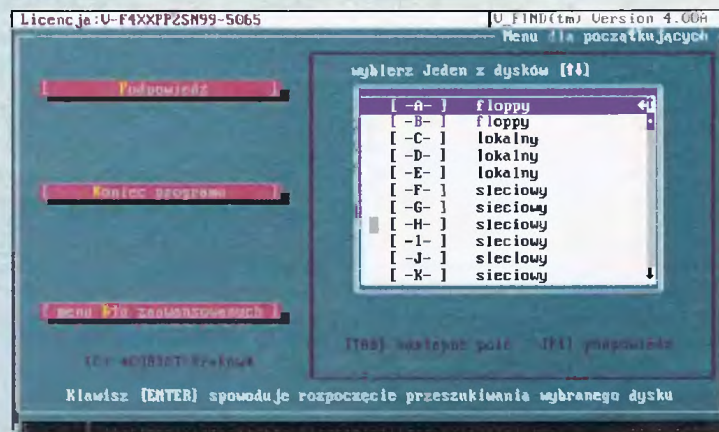 Licencja:V-F4XXPPZSN99-5065
V_FIND(tm) Version 4.00A
Menu dla początkujących
wybierz Jeden z dysków [↑↓]
[ Podpowiedź ]
[ -A- ] floppy
[ -B- ] floppy
[ -C- ] lokalny
[ -D- ] lokalny
[ -E- ] lokalny
[ -F- ] sieciowy
[ Koniec programu ]
[ -G- ] sieciowy
[ -H- ] sieciowy
[ -I- ] sieciowy
[ -J- ] sieciowy
[ -K- ] sieciowy
[ menu dla zaawansowanych ]
[TAB] następne pole [F1] podpowiedź
Klawisz [ENTER] spowoduje rozpoczęcie przeszukiwania wybranego dysku